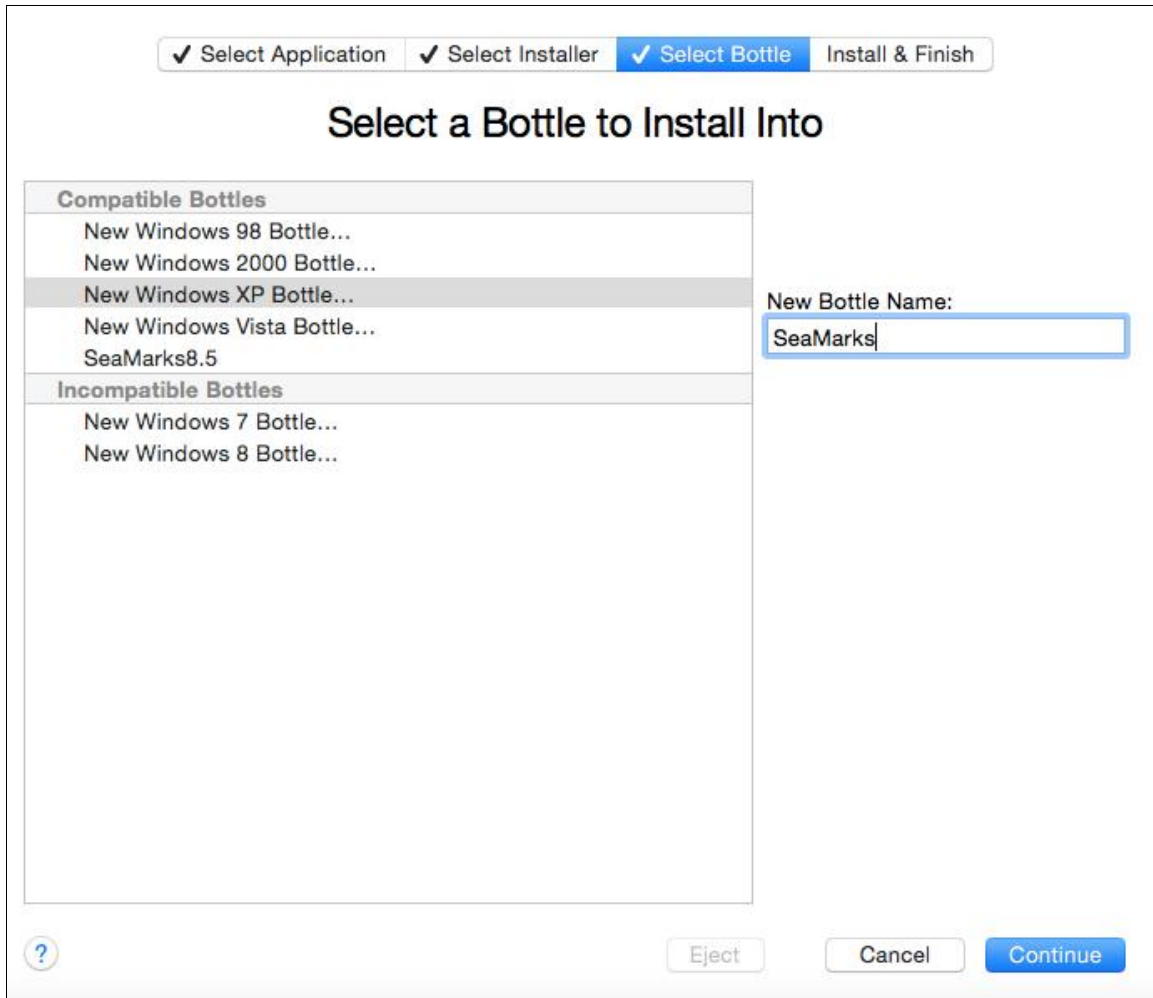 ✓ Select Application ✓ Select Installer ✓ Select Bottle Install & Finish
Select a Bottle to Install Into
Compatible Bottles
New Windows 98 Bottle...
New Windows 2000 Bottle...
New Windows XP Bottle...
New Windows Vista Bottle...
SeaMarks8.5
Incompatible Bottles
New Windows 7 Bottle...
New Windows 8 Bottle...
New Bottle Name:
SeaMarks
? Eject Cancel Continue